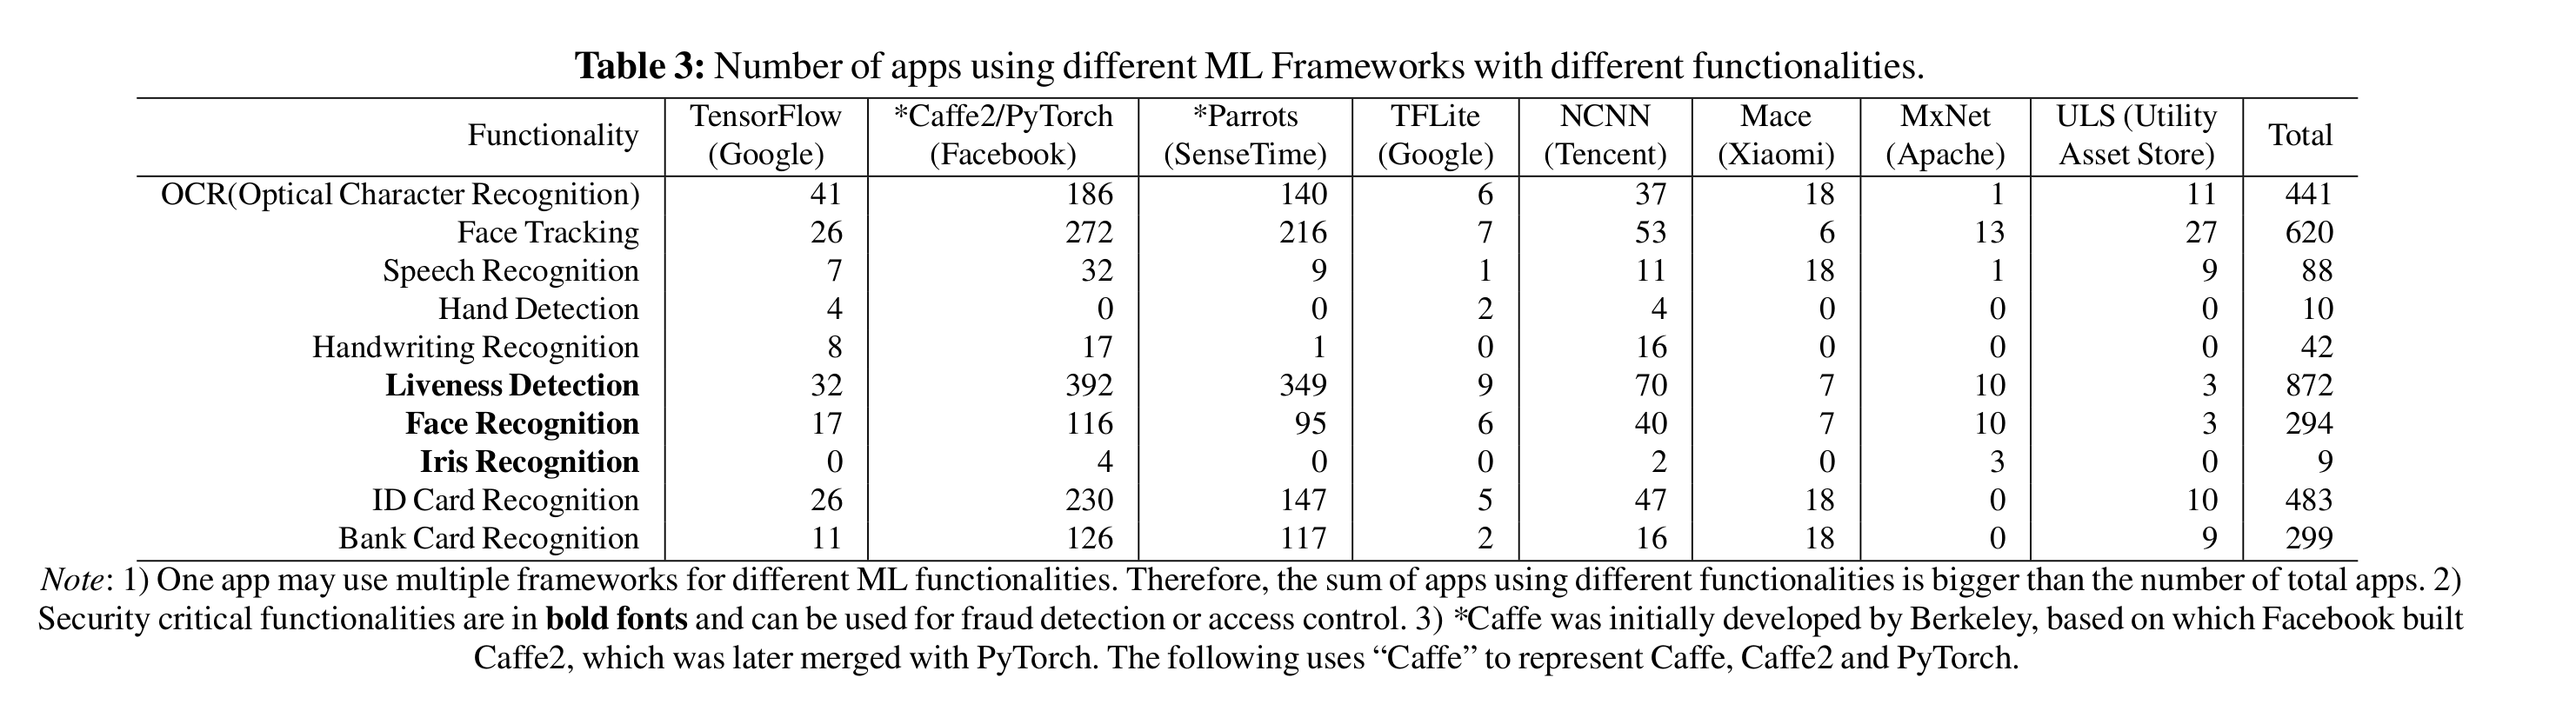 Table 3: Number of apps using different ML Frameworks with different functionalities.
Functionality TensorFlow (Google) *Caffe2/PyTorch (Facebook) *Parrots (SenseTime) TFLite (Google) NCNN (Tencent) Mace (Xiaomi) MxNet (Apache) ULS (Utility Asset Store) Total
OCR(Optical Character Recognition) 41 186 140 6 37 18 1 11 441
Face Tracking 26 272 216 7 53 6 13 27 620
Speech Recognition 7 32 9 1 11 18 1 9 88
Hand Detection 4 0 0 2 4 0 0 0 10
Handwriting Recognition 8 17 1 0 16 0 0 0 42
Liveness Detection 32 392 349 9 70 7 10 3 872
Face Recognition 17 116 95 6 40 7 10 3 294
Iris Recognition 0 4 0 0 2 0 3 0 9
ID Card Recognition 26 230 147 5 47 18 0 10 483
Bank Card Recognition 11 126 117 2 16 18 0 9 299
Note: 1) One app may use multiple frameworks for different ML functionalities. Therefore, the sum of apps using different functionalities is bigger than the number of total apps. 2)
Security critical functionalities are in bold fonts and can be used for fraud detection or access control. 3) *Caffe was initially developed by Berkeley, based on which Facebook built
Caffe2, which was later merged with PyTorch. The following uses “Caffe” to represent Caffe, Caffe2 and PyTorch.